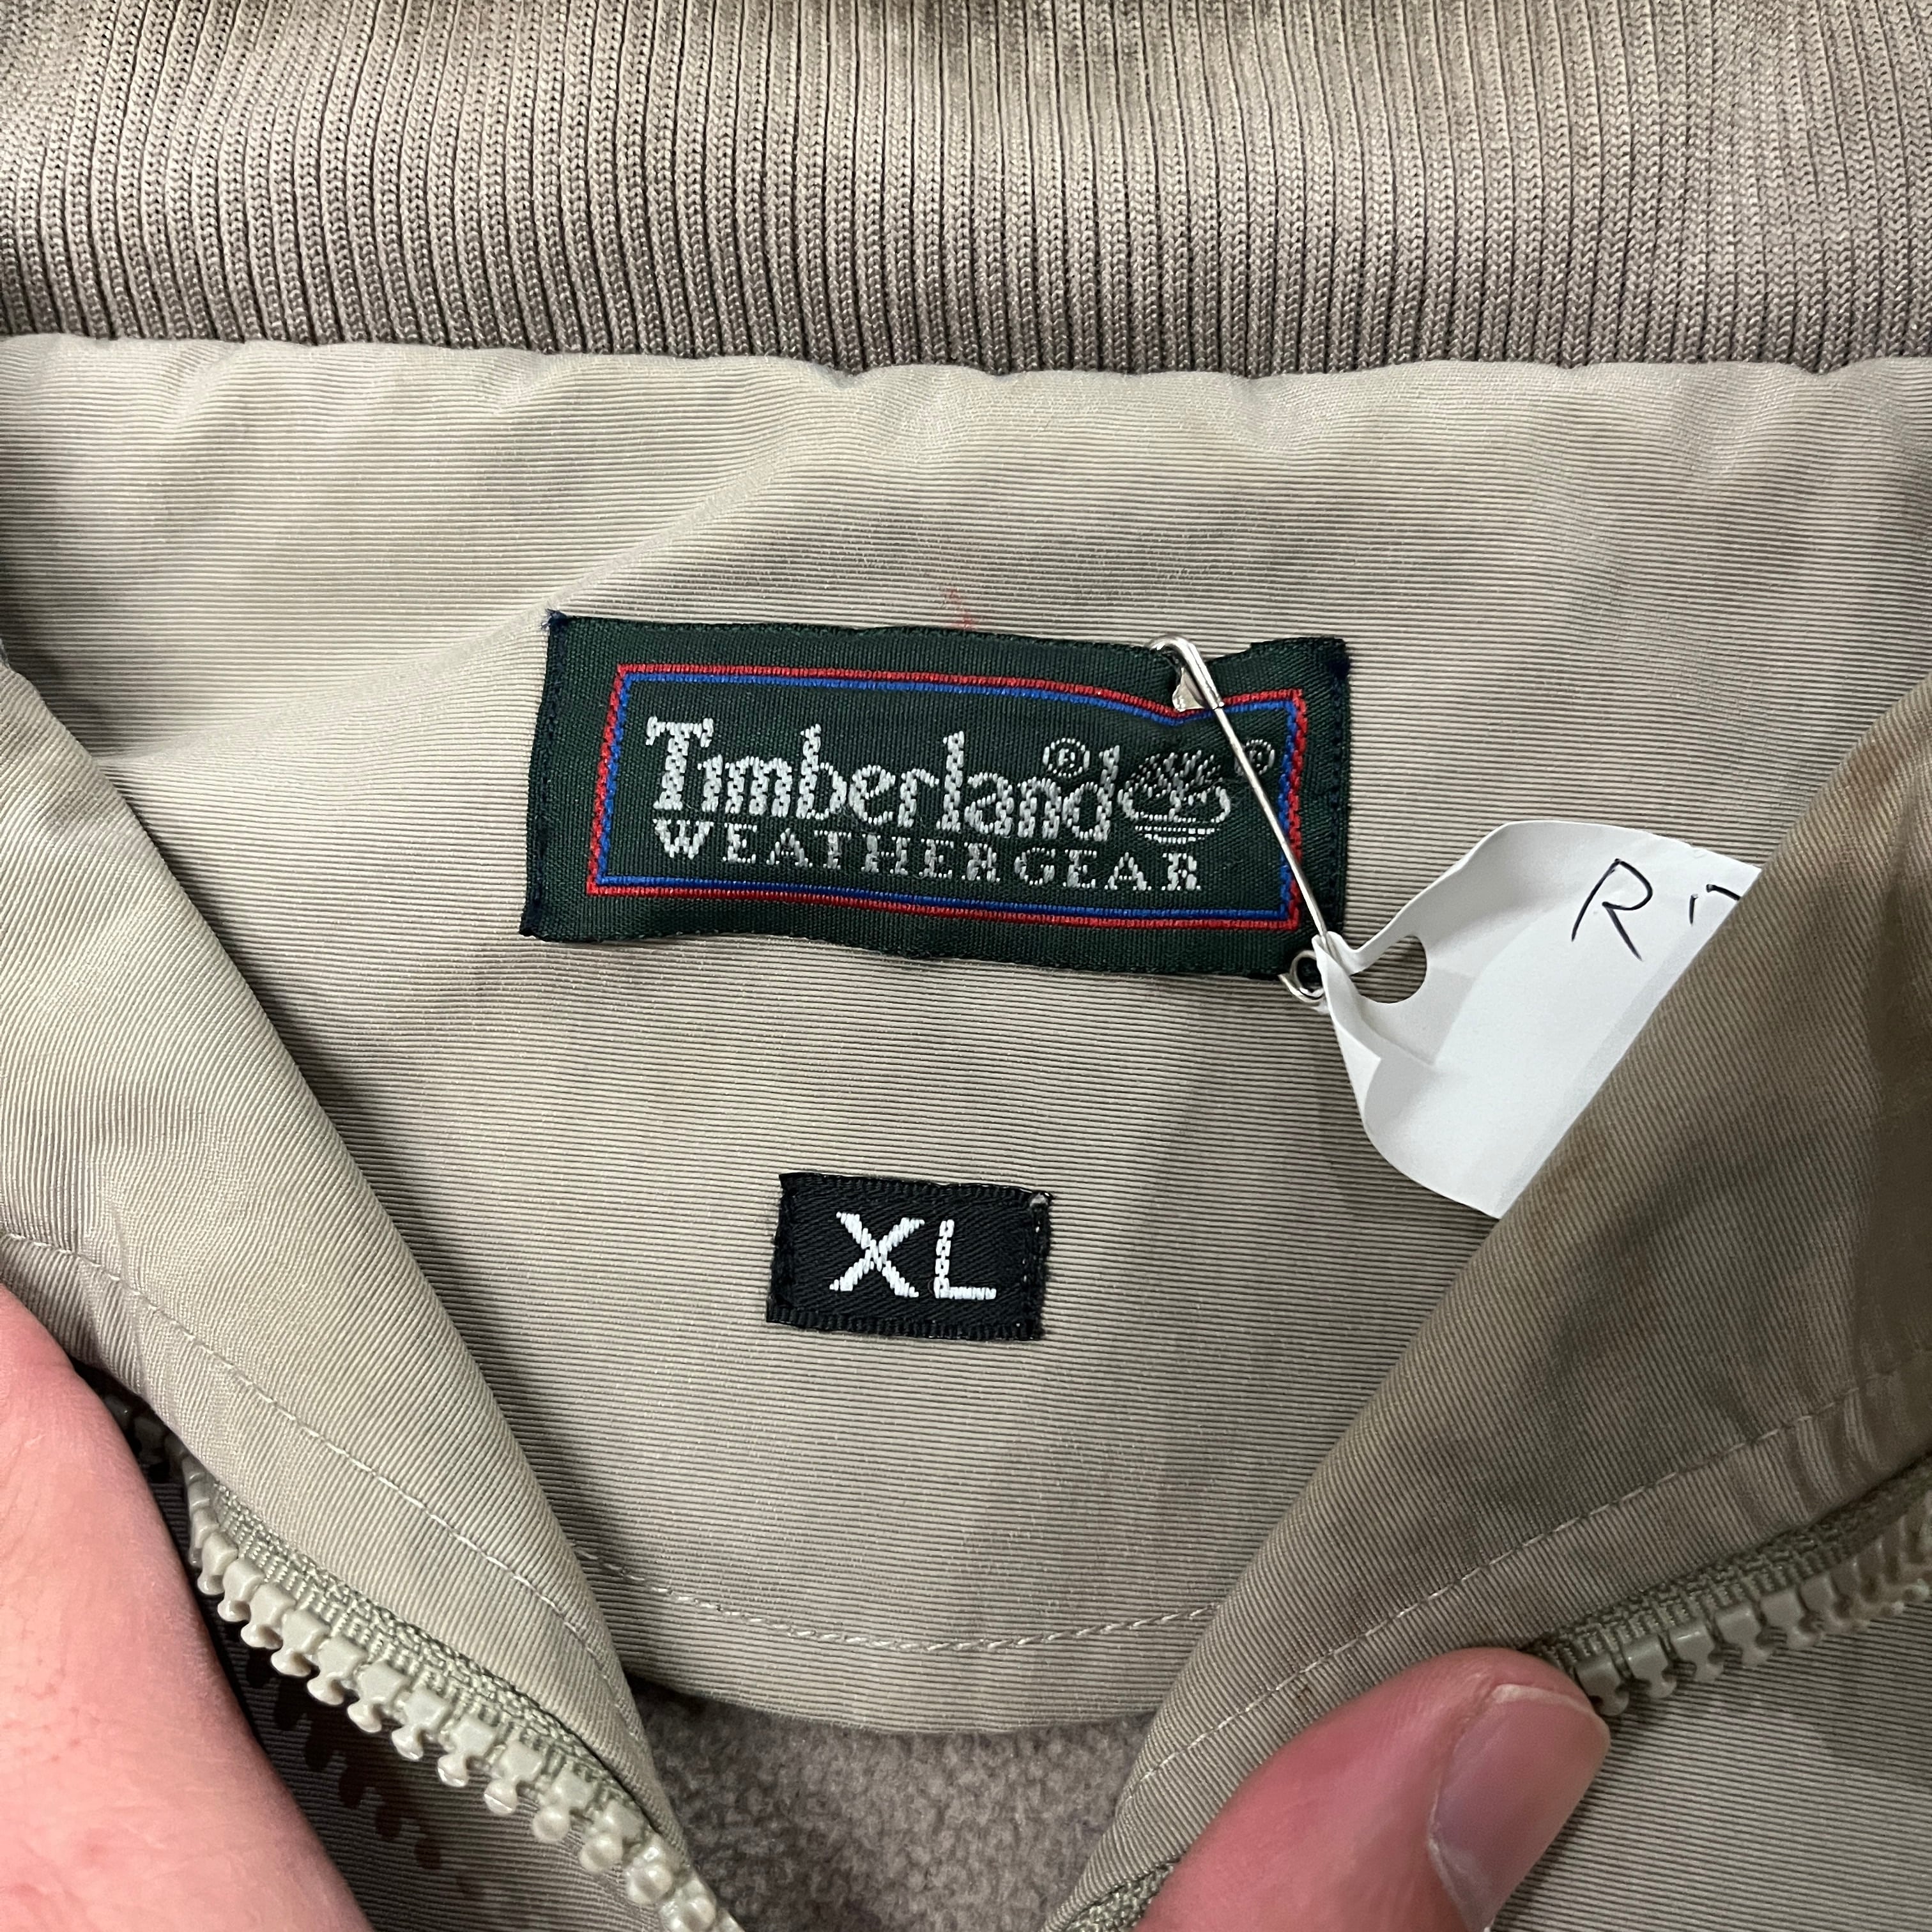 Timberland® ®
WEATHERGEAR
R
XL